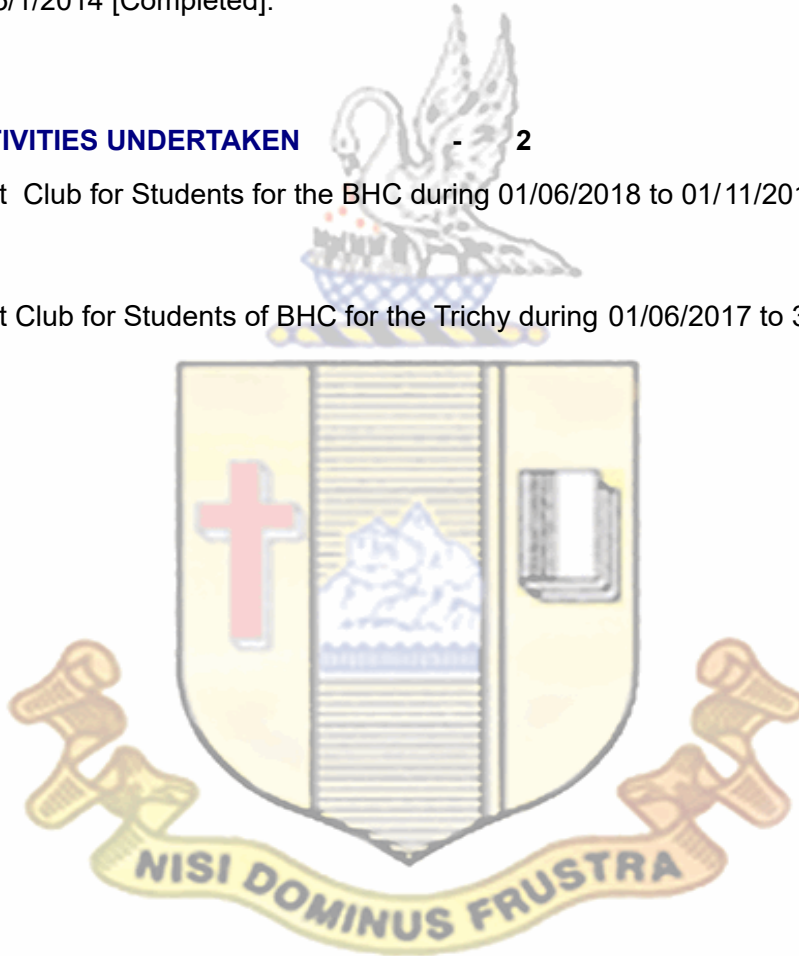 6/1/2014 [Completed].
TIVITIES UNDERTAKEN - 2
t Club for Students for the BHC during 01/06/2018 to 01/11/201
t Club for Students of BHC for the Trichy during 01/06/2017 to 3
NISI DOMINUS FRUSTRA